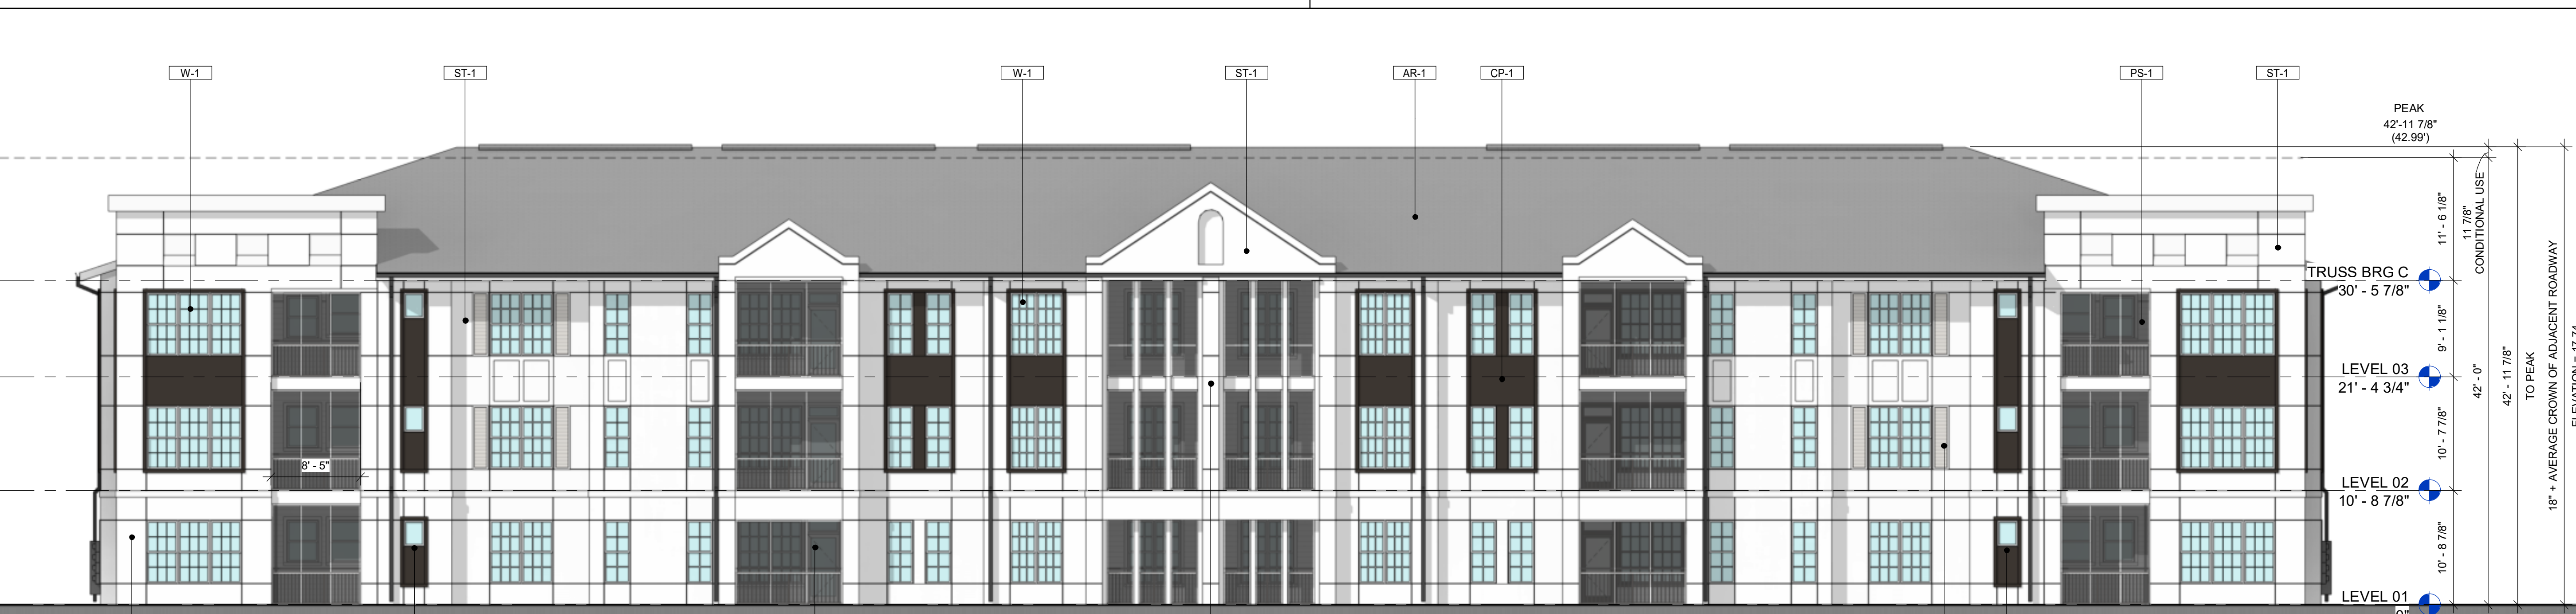 W-1
ST-1
W-1
ST-1
AR-1
CP-1
PS-1
ST-1
PEAK
42'-11 7/8"
(42.99')
11' - 6 1/8"
11 7/8"
CONDITIONAL USE
TRUSS BRG C
30' - 5 7/8"
9' - 1 1/8"
LEVEL 03
21' - 4 3/4"
42' - 0"
42' - 11 7/8"
TO PEAK
18" + AVERAGE CROWN OF ADJACENT ROADWAY
10' - 7 7/8"
8' - 5"
LEVEL 02
10' - 8 7/8"
10' - 8 7/8"
LEVEL 01